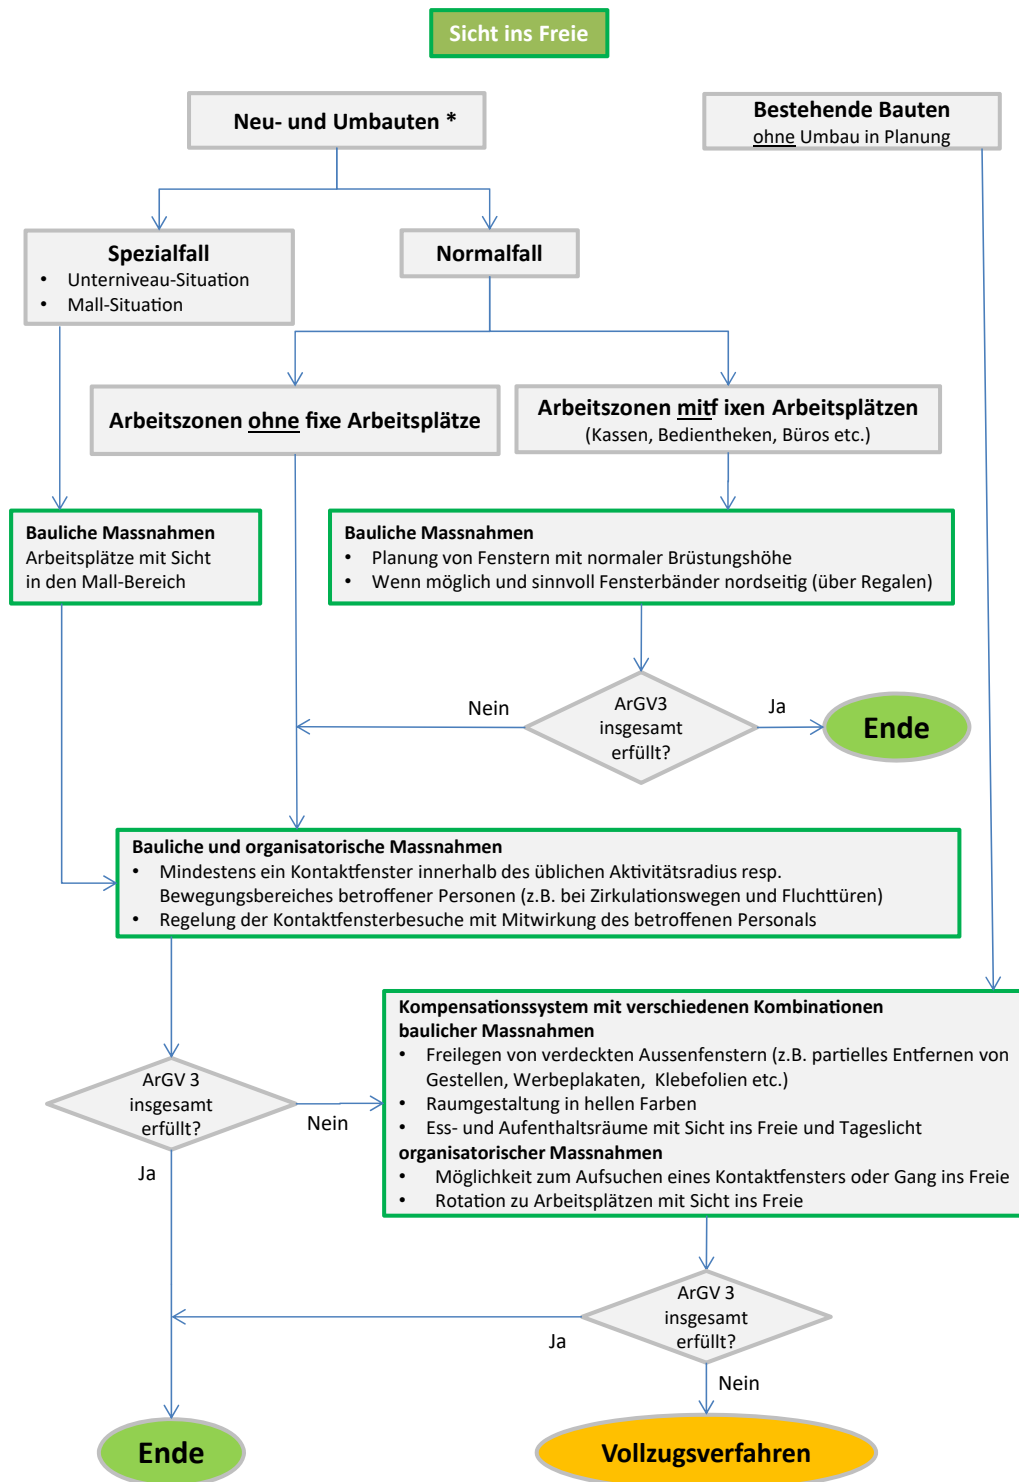 Sicht ins Freie
Neu- und Umbauten *
Bestehende Bauten
ohne Umbau in Planung
Spezialfall
• Unterniveau-Situation
• Mall-Situation
Normalfall
Arbeitszonen ohne fixe Arbeitsplätze
Arbeitszonen mitf ixen Arbeitsplätzen
(Kassen, Bedientheken, Büros etc.)
Bauliche Massnahmen
Arbeitsplätze mit Sicht
in den Mall-Bereich
Bauliche Massnahmen
• Planung von Fenstern mit normaler Brüstungshöhe
• Wenn möglich und sinnvoll Fensterbänder nordseitig (über Regalen)
ArGV3
insgesamt
erfüllt?
Nein
Ja
Ende
Bauliche und organisatorische Massnahmen
• Mindestens ein Kontaktfenster innerhalb des üblichen Aktivitätsradius resp.
Bewegungsbereiches betroffener Personen (z.B. bei Zirkulationswegen und Fluchttüren)
• Regelung der Kontaktfensterbesuche mit Mitwirkung des betroffenen Personals
ArGV 3
insgesamt
erfüllt?
Nein
Ja
Kompensationssystem mit verschiedenen Kombinationen
baulicher Massnahmen
• Freilegen von verdeckten Aussenfenstern (z.B. partielles Entfernen von
Gestellen, Werbeplakaten, Klebefolien etc.)
• Raumgestaltung in hellen Farben
• Ess- und Aufenthaltsräume mit Sicht ins Freie und Tageslicht
organisatorischer Massnahmen
• Möglichkeit zum Aufsuchen eines Kontaktfensters oder Gang ins Freie
• Rotation zu Arbeitsplätzen mit Sicht ins Freie
ArGV 3
insgesamt
erfüllt?
Ja
Nein
Ende
Vollzugsverfahren